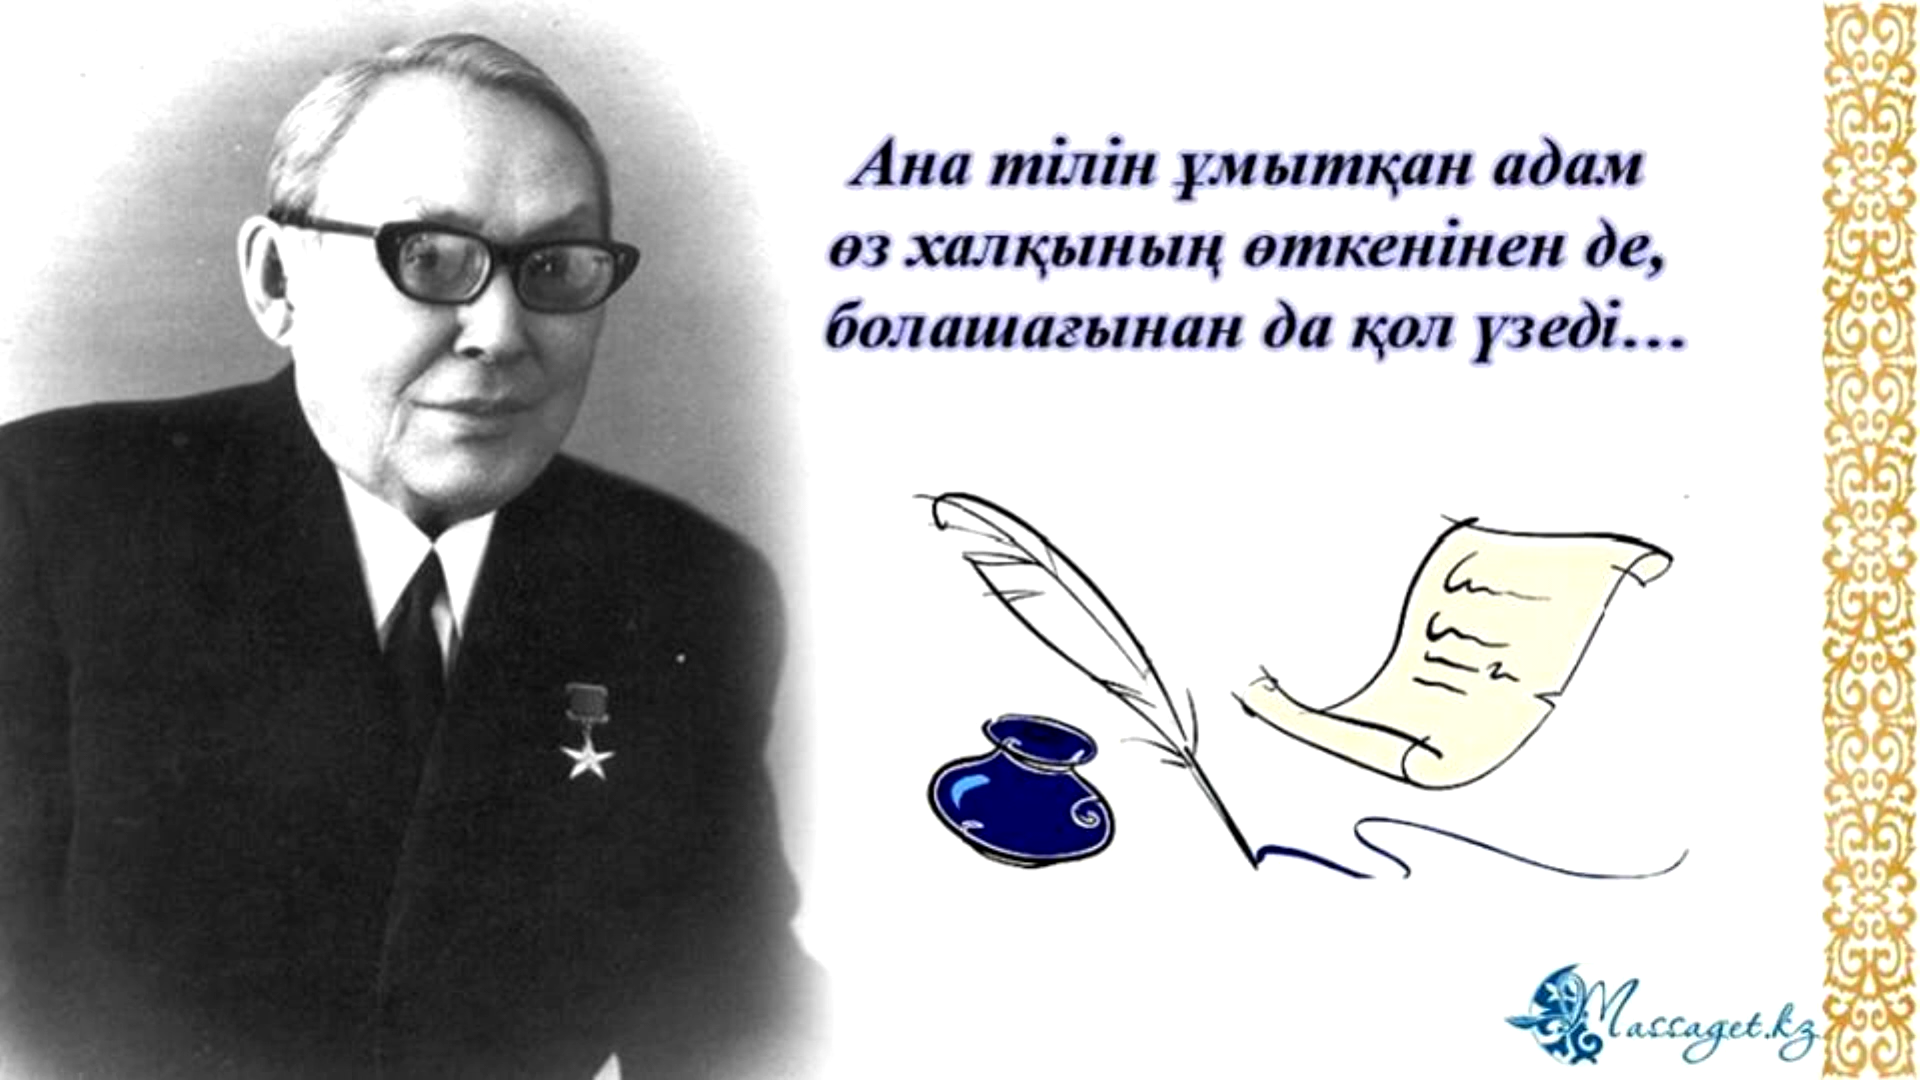 Ана тілін ұмытқан адам
өз халқының өткенінен де,
болашағынан да қол үзеді...
Massaget.kz